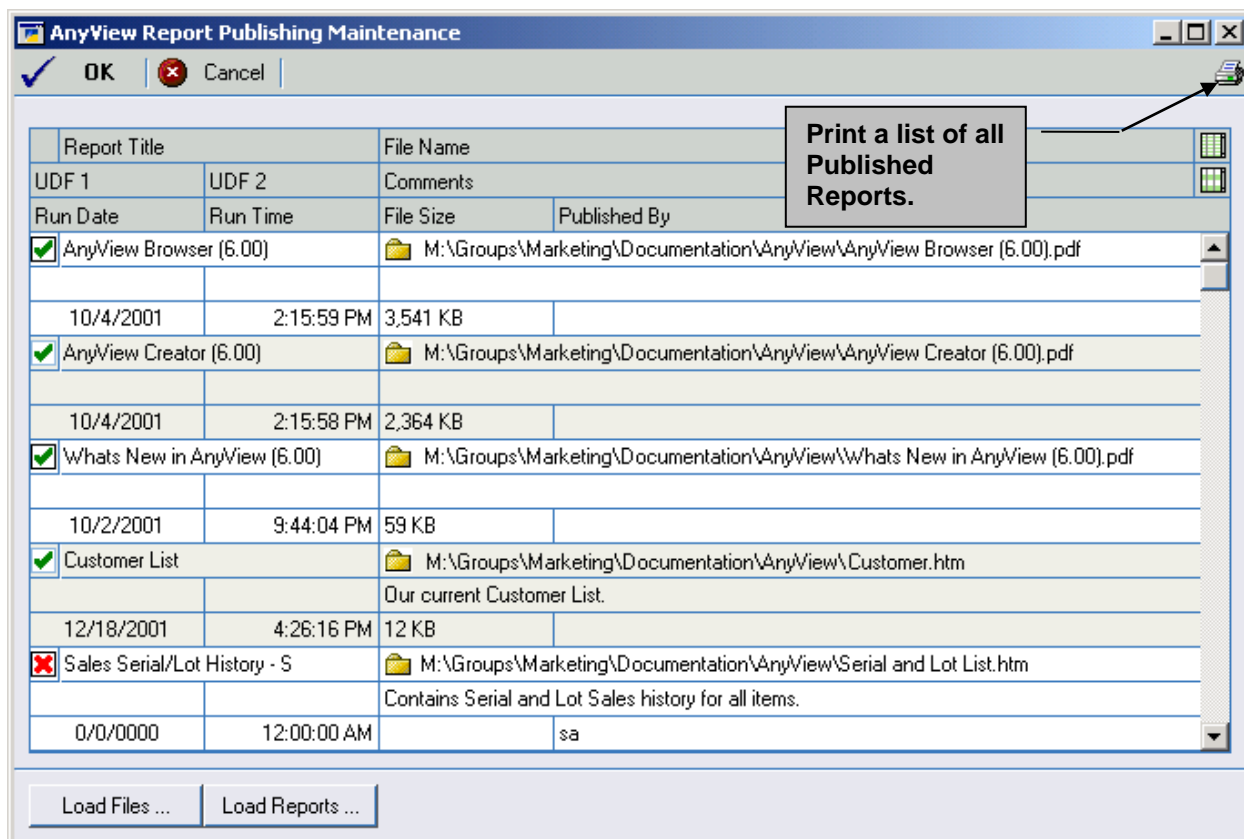 AnyView Report Publishing Maintenance
OK Cancel
Print a list of all
Published
Reports.
Report Title File Name
UDF 1 UDF 2 Comments
Run Date Run Time File Size Published By
AnyView Browser (6.00) M:\Groups\Marketing\Documentation\AnyView\AnyView Browser (6.00).pdf
10/4/2001 2:15:59 PM 3,541 KB
AnyView Creator (6.00) M:\Groups\Marketing\Documentation\AnyView\AnyView Creator (6.00).pdf
10/4/2001 2:15:58 PM 2,364 KB
Whats New in AnyView (6.00) M:\Groups\Marketing\Documentation\AnyView\Whats New in AnyView (6.00).pdf
10/2/2001 9:44:04 PM 59 KB
Customer List M:\Groups\Marketing\Documentation\AnyView\Customer.htm
Our current Customer List.
12/18/2001 4:26:16 PM 12 KB
Sales Serial/Lot History - S M:\Groups\Marketing\Documentation\AnyView\Serial and Lot List.htm
Contains Serial and Lot Sales history for all items.
0/0/0000 12:00:00 AM sa
Load Files ... Load Reports ...